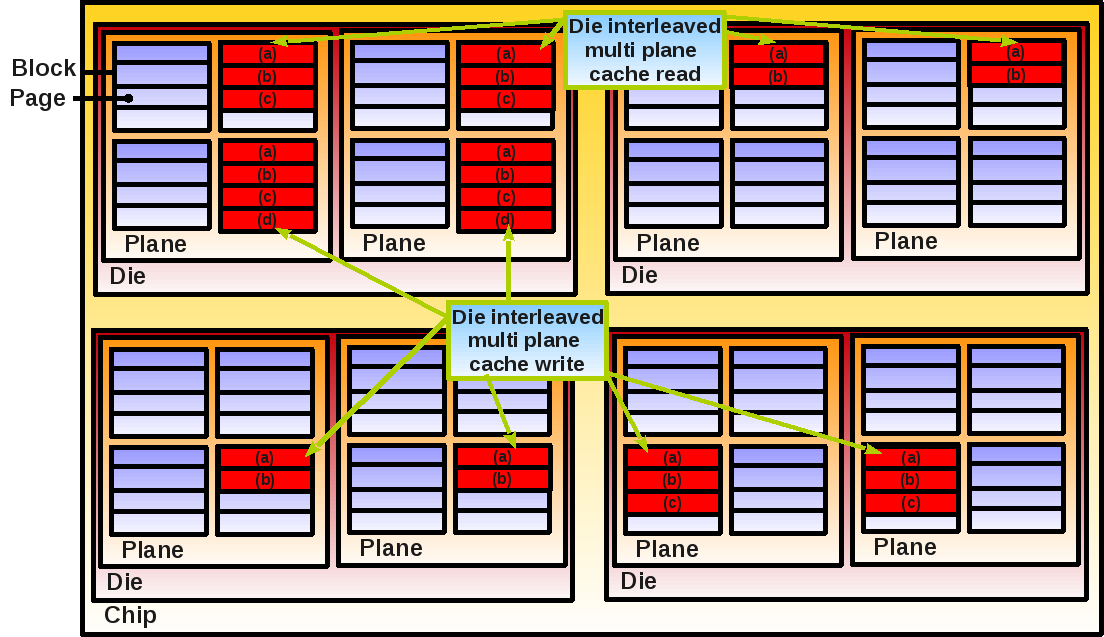 Block
Page
Die interleaved
multi plane
cache read
(a)
(b)
(c)
(a)
(b)
(c)
(a)
(b)
(a)
(b)
(a)
(b)
(c)
(d)
(a)
(b)
(c)
(d)
Plane
Plane
Plane
Plane
Die
Die
Die interleaved
multi plane
cache write
(a)
(b)
(a)
(b)
(a)
(b)
(c)
(a)
(b)
(c)
Plane
Plane
Plane
Plane
Die
Die
Chip